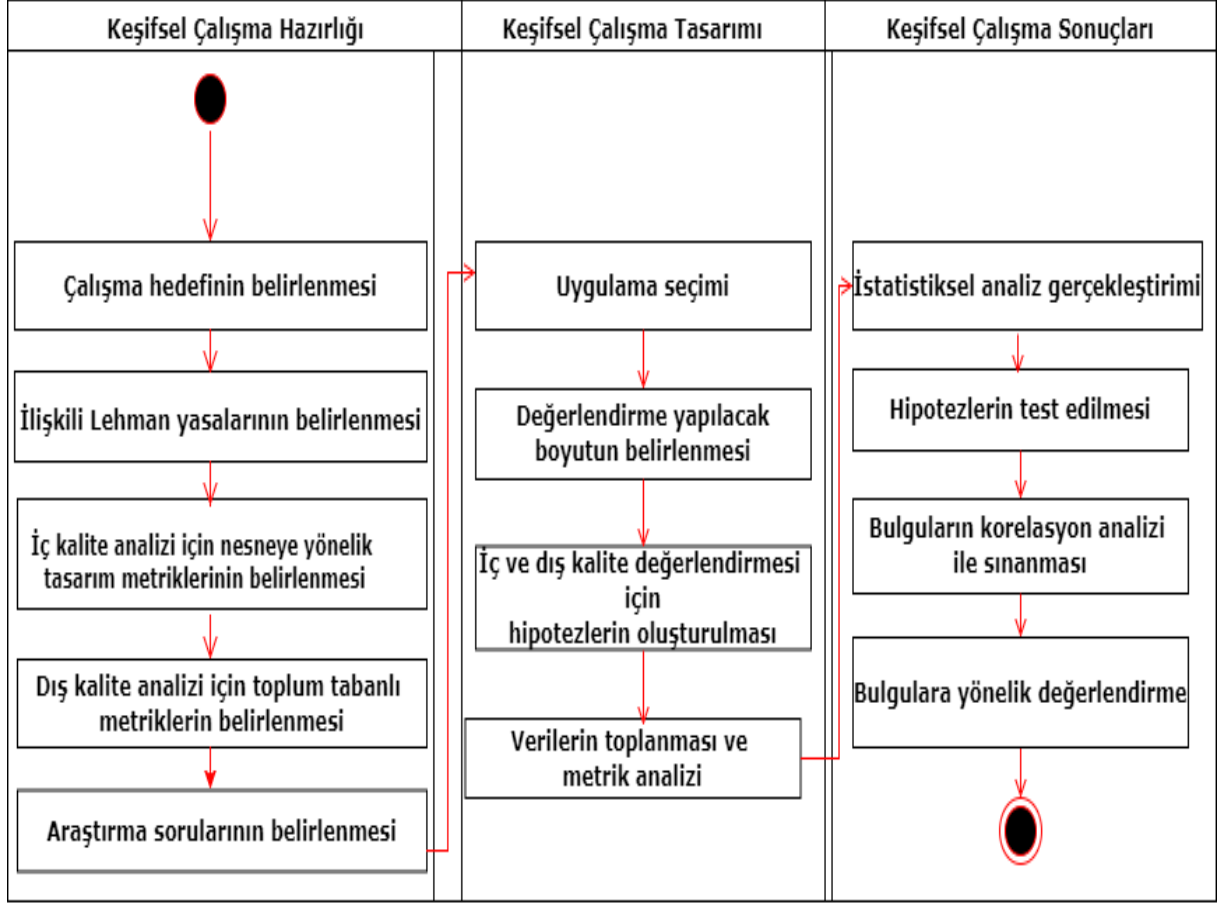 Keşifsel Çalışma Hazırlığı
Keşifsel Çalışma Tasarımı
Keşifsel Çalışma Sonuçları
Çalışma hedefinin belirlenmesi
İlişkili Lehman yasalarının belirlenmesi
İç kalite analizi için nesneye yönelik
tasarım metriklerinin belirlenmesi
Dış kalite analizi için toplum tabanlı
metriklerin belirlenmesi
Araştırma sorularının belirlenmesi
Uygulama seçimi
Değerlendirme yapılacak
boyutun belirlenmesi
İç ve dış kalite değerlendirmesi
için
hipotezlerin oluşturulması
Verilerin toplanması ve
metrik analizi
İstatistiksel analiz gerçekleştirimi
Hipotezlerin test edilmesi
Bulguların korelasyon analizi
ile sınanması
Bulgulara yönelik değerlendirme